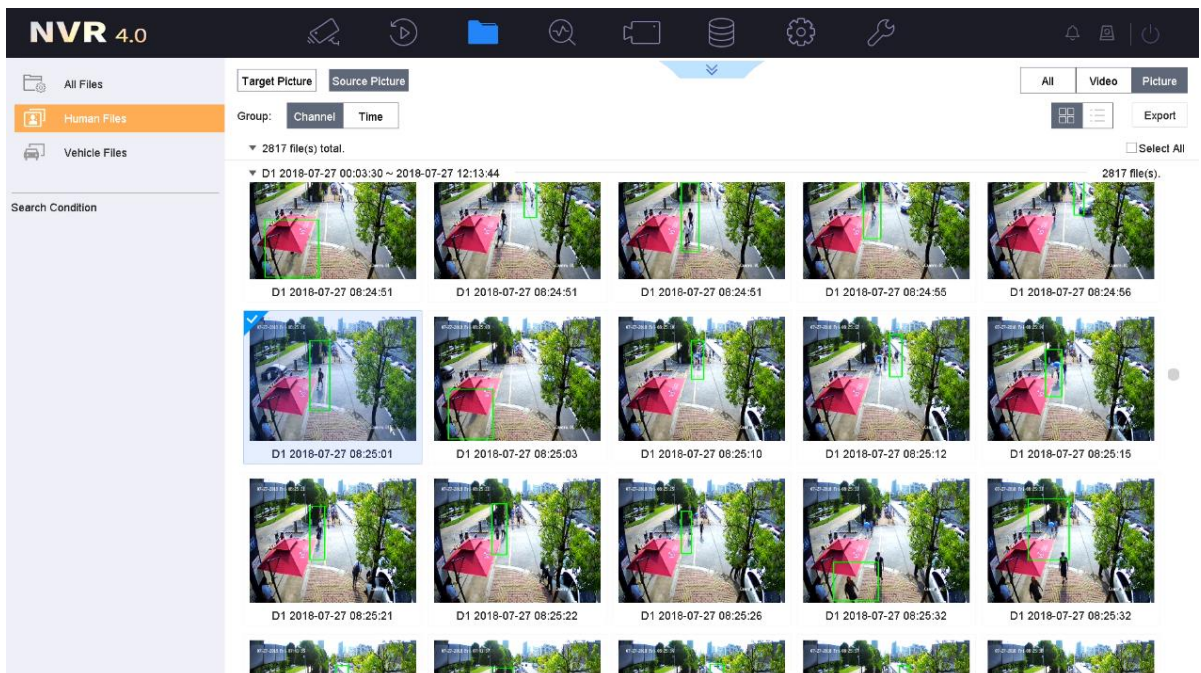 NVR 4.0
All Files
Human Files
Vehicle Files
Search Condition
Target Picture Source Picture
All Video Picture
Group: Channel Time
Export
2817 file(s) total.
Select All
D1 2018-07-27 00:03:30 ~ 2018-07-27 12:13:44
2817 file(s).
D1 2018-07-27 08:24:51
D1 2018-07-27 08:24:51
D1 2018-07-27 08:24:51
D1 2018-07-27 08:24:55
D1 2018-07-27 08:24:56
D1 2018-07-27 08:25:01
D1 2018-07-27 08:25:03
D1 2018-07-27 08:25:10
D1 2018-07-27 08:25:12
D1 2018-07-27 08:25:15
D1 2018-07-27 08:25:21
D1 2018-07-27 08:25:22
D1 2018-07-27 08:25:26
D1 2018-07-27 08:25:32
D1 2018-07-27 08:25:32